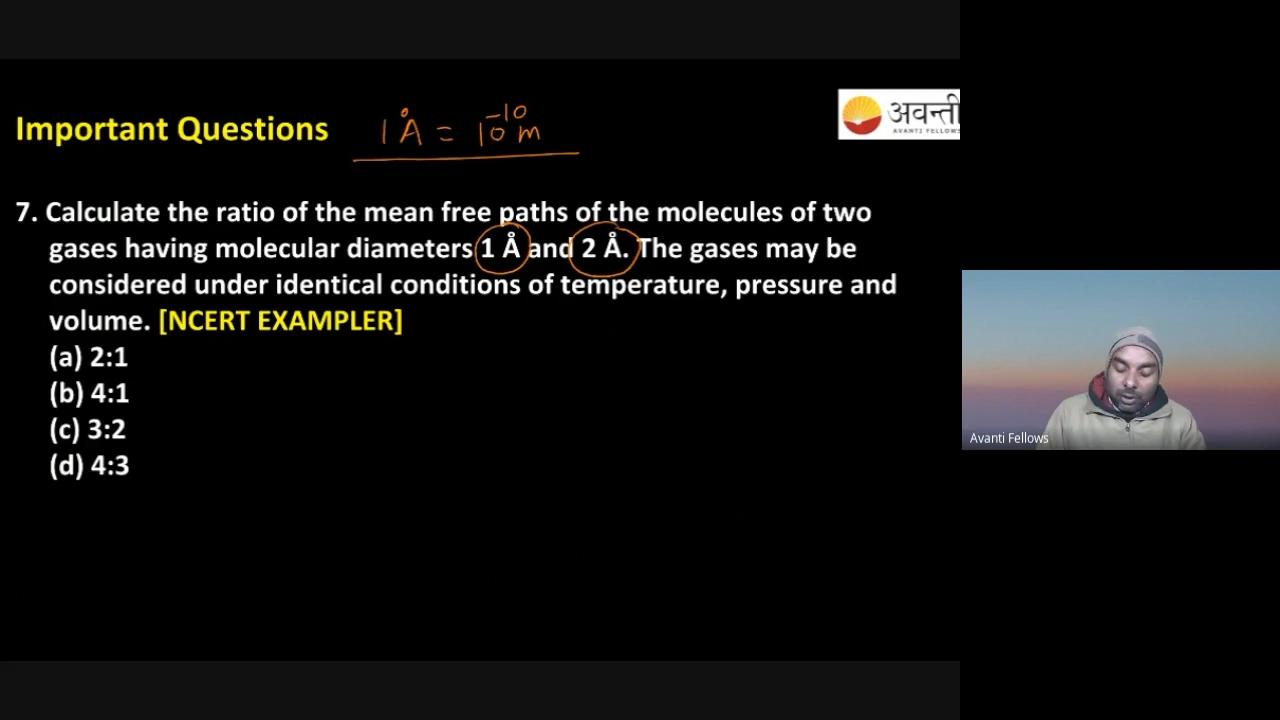 Important Questions
1 Å = 10⁻¹⁰ m
अवन्ती
AVANTI FELLOWS
7. Calculate the ratio of the mean free paths of the molecules of two
gases having molecular diameters 1 Å and 2 Å. The gases may be
considered under identical conditions of temperature, pressure and
volume. [NCERT EXAMPLER]
(a) 2:1
(b) 4:1
(c) 3:2
(d) 4:3
Avanti Fellows